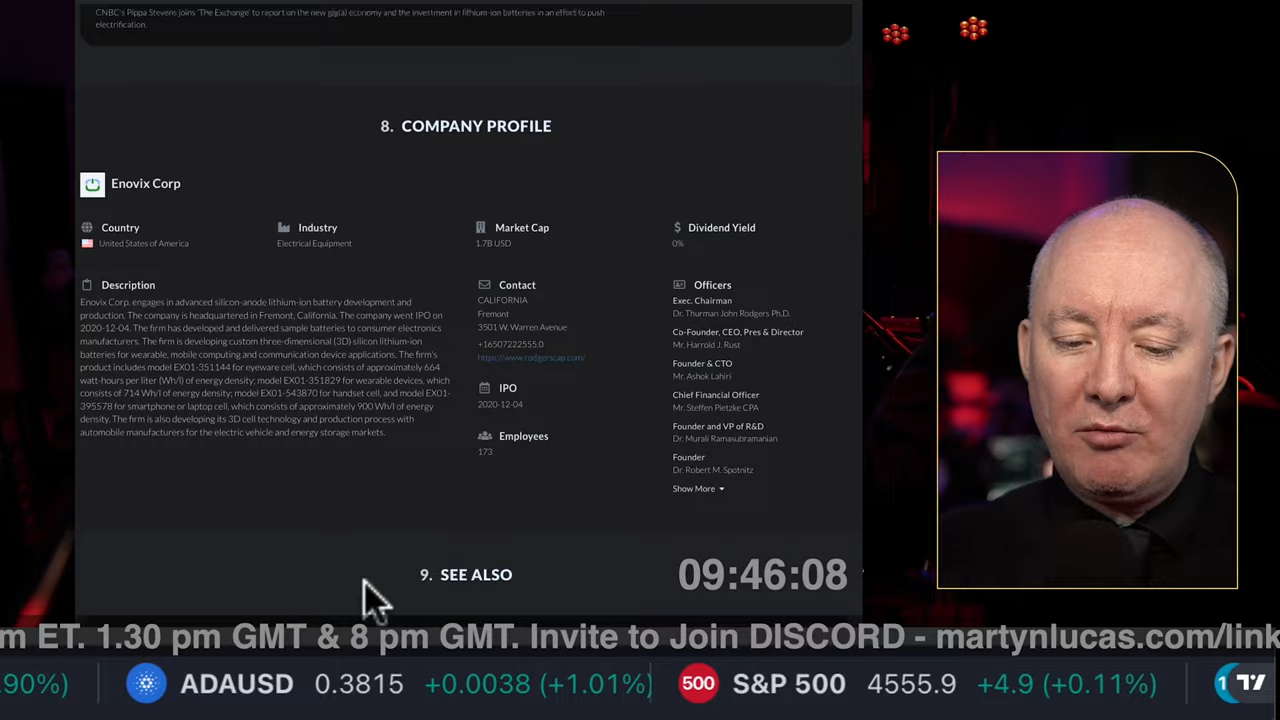 CNBC's Pippa Stevens joins 'The Exchange' to report on the new gig(a) economy and the investment in lithium-ion batteries in an effort to push
electrification.
8. COMPANY PROFILE
Enovix Corp
Country
United States of America
Industry
Electrical Equipment
Market Cap
1.7B USD
Dividend Yield
0%
Description
Enovix Corp. engages in advanced silicon-anode lithium-ion battery development and
production. The company is headquartered in Fremont, California. The company went IPO on
2020-12-04. The firm has developed and delivered sample batteries to consumer electronics
manufacturers. The firm is developing custom three-dimensional (3D) silicon lithium-ion
batteries for wearable, mobile computing and communication device applications. The firm's
product includes model EX01-351144 for eyeware cell, which consists of approximately 664
watt-hours per liter (Wh/l) of energy density; model EX01-351829 for wearable devices, which
consists of 714 Wh/l of energy density; model EX01-543870 for handset cell, and model EX01-
395578 for smartphone or laptop cell, which consists of approximately 900 Wh/l of energy
density. The firm is also developing its 3D cell technology and production process with
automobile manufacturers for the electric vehicle and energy storage markets.
Contact
CALIFORNIA
Fremont
3501 W. Warren Avenue
+16507222555.0
https://www.rodgerscap.com/
IPO
2020-12-04
Employees
173
Officers
Exec. Chairman
Dr. Thurman John Rodgers Ph.D.
Co-Founder, CEO, Pres & Director
Mr. Harrold J. Rust
Founder & CTO
Mr. Ashok Lahiri
Chief Financial Officer
Mr. Steffen Pietzke CPA
Founder and VP of R&D
Dr. Murali Ramasubramanian
Founder
Dr. Robert M. Spotnitz
Show More
9. SEE ALSO
09:46:08
m ET. 1.30 pm GMT & 8 pm GMT. Invite to Join DISCORD - martynlucas.com/link
.90%) ADAUSD 0.3815 +0.0038 (+1.01%) 500 S&P 500 4555.9 +4.9 (+0.11%) 1